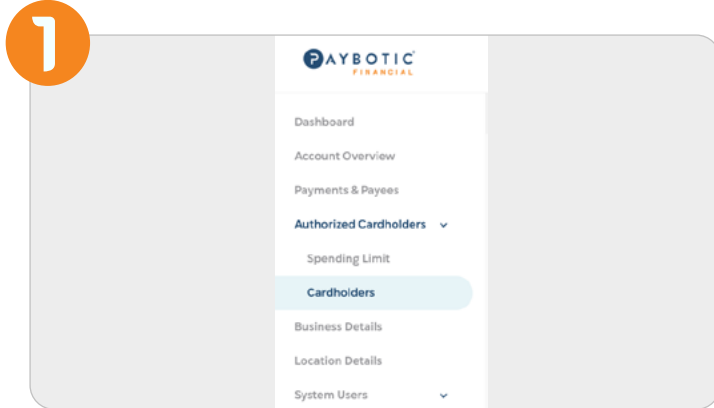 1
PAYBOTIC
FINANCIAL
Dashboard
Account Overview
Payments & Payees
Authorized Cardholders
Spending Limit
Cardholders
Business Details
Location Details
System Users